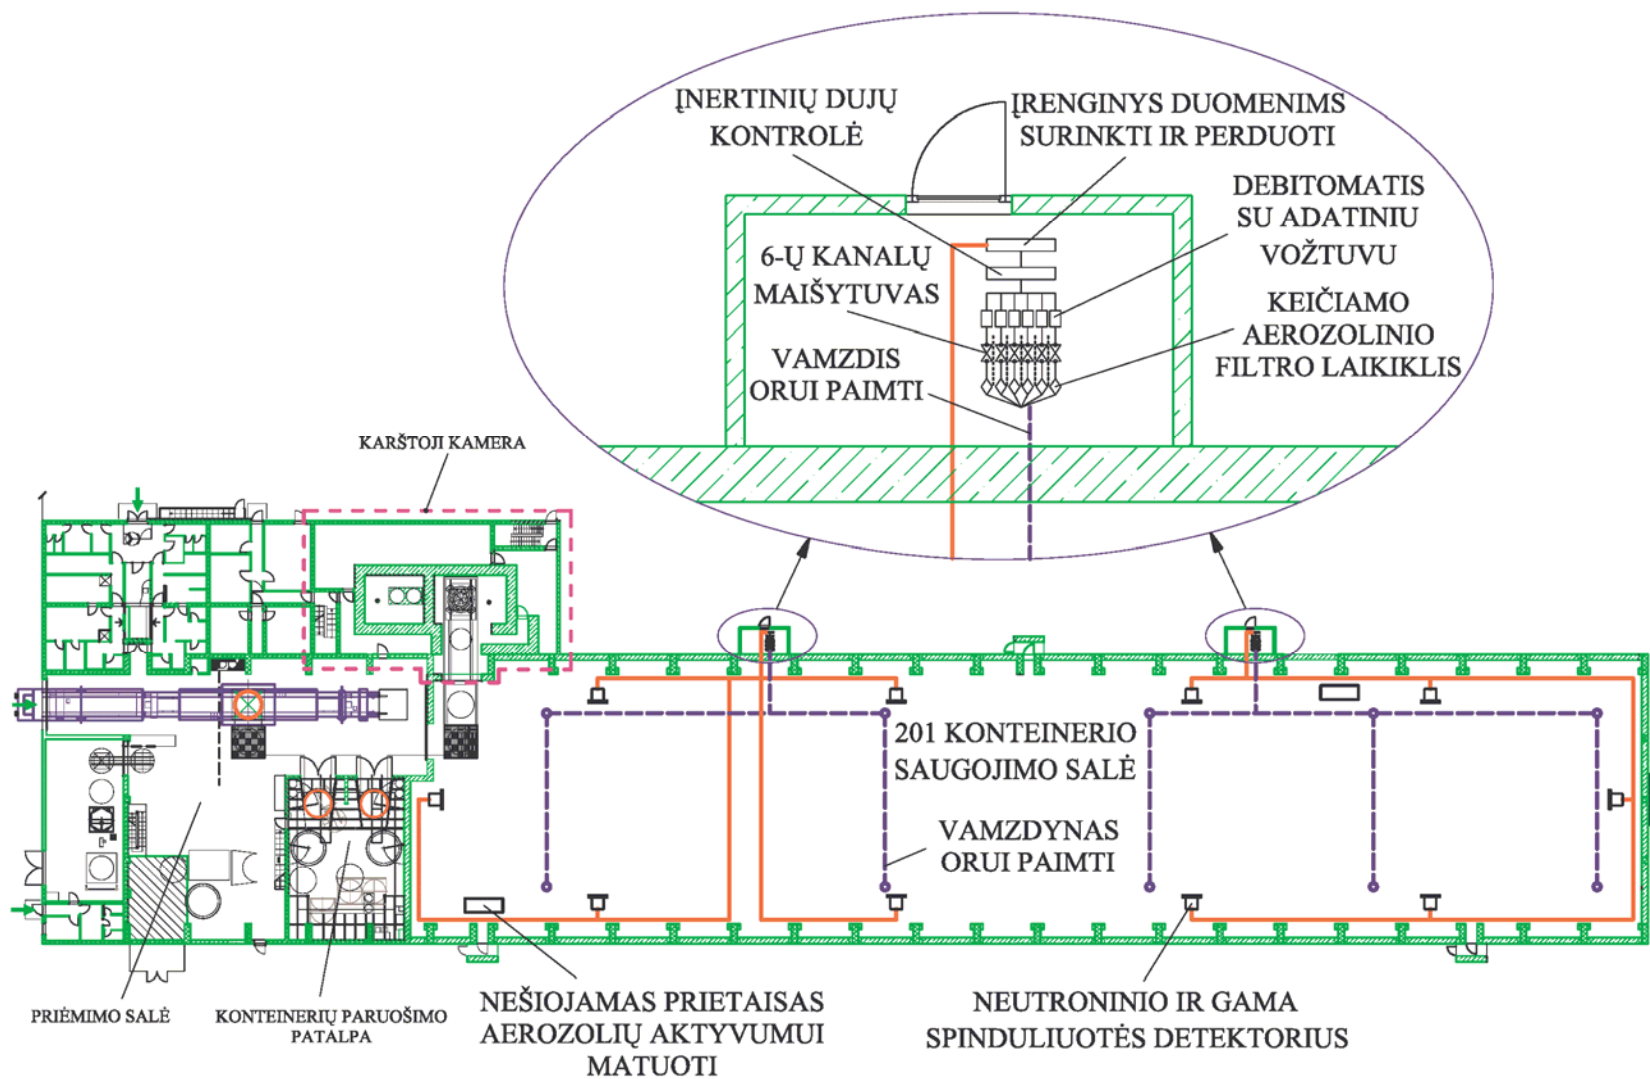 ĮNERTINIŲ DUJŲ
KONTROLĖ
ĮRENGINYS DUOMENIMS
SURINKTI IR PERDUOTI
DEBITOMATIS
SU ADATINIU
VOŽTUVU
6-Ų KANALŲ
MAIŠYTUVAS
KEIČIAMO
AEROZOLINIO
FILTRO LAIKIKLIS
VAMZDIS
ORUI PAIMTI
KARŠTOJI KAMERA
201 KONTEINERIO
SAUGOJIMO SALĖ
VAMZDYNAS
ORUI PAIMTI
PRIĖMIMO SALĖ
KONTEINERIŲ PARUOŠIMO
PATALPA
NEŠIOJAMAS PRIETAISAS
AEROZOLIŲ AKTYVUMUI
MATUOTI
NEUTRONINIO IR GAMA
SPINDULIUOTĖS DETEKTORIUS